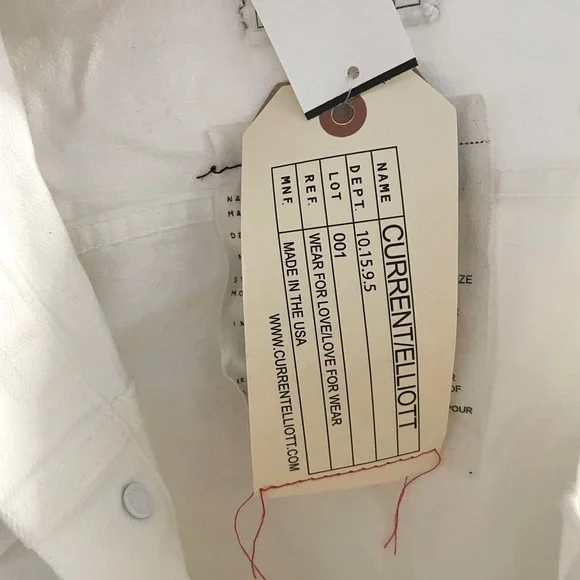 NAME CURRENT/ELLIOTT
DEPT. 10.15.9.5
LOT 001
REF. WEAR FOR LOVE/LOVE FOR WEAR
MNF. MADE IN THE USA
WWW.CURRENTELLIOTT.COM